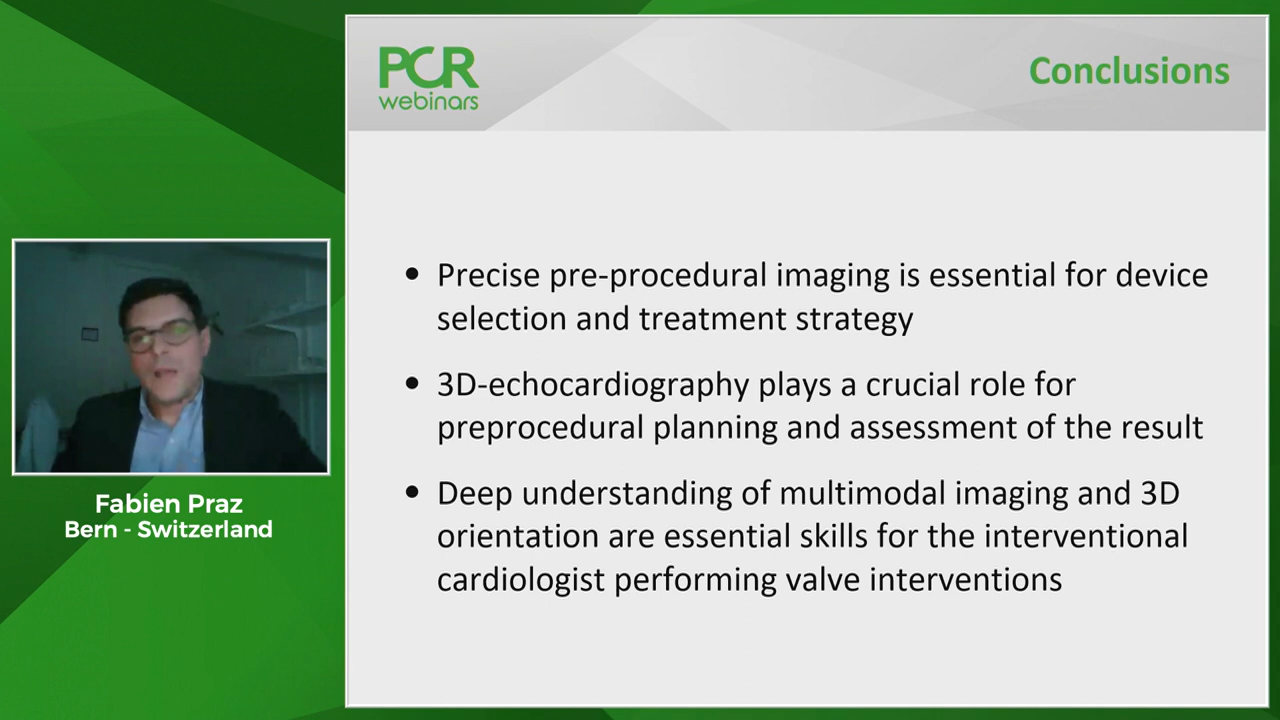 PCR
webinars
Conclusions
• Precise pre-procedural imaging is essential for device
selection and treatment strategy
• 3D-echocardiography plays a crucial role for
preprocedural planning and assessment of the result
• Deep understanding of multimodal imaging and 3D
orientation are essential skills for the interventional
cardiologist performing valve interventions
Fabien Praz
Bern - Switzerland